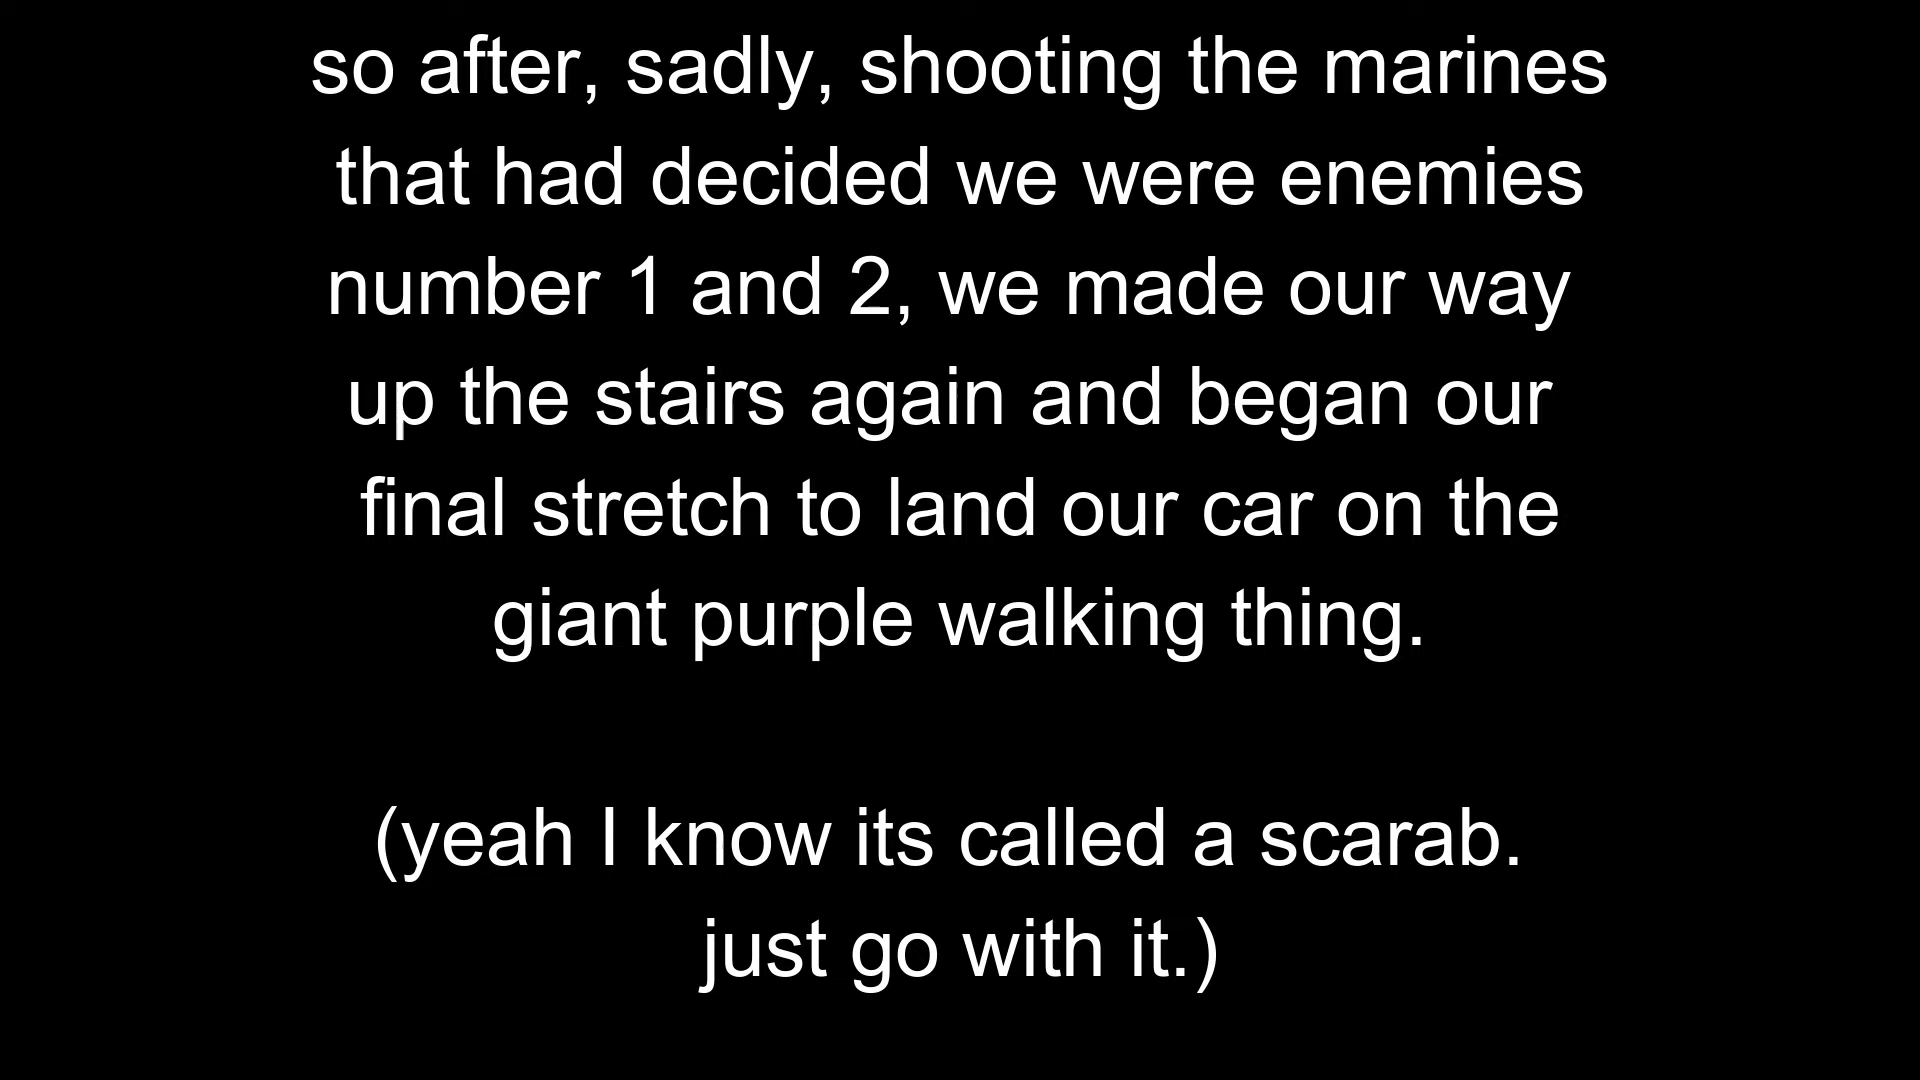 so after, sadly, shooting the marines
that had decided we were enemies
number 1 and 2, we made our way
up the stairs again and began our
final stretch to land our car on the
giant purple walking thing.
(yeah I know its called a scarab.
just go with it.)